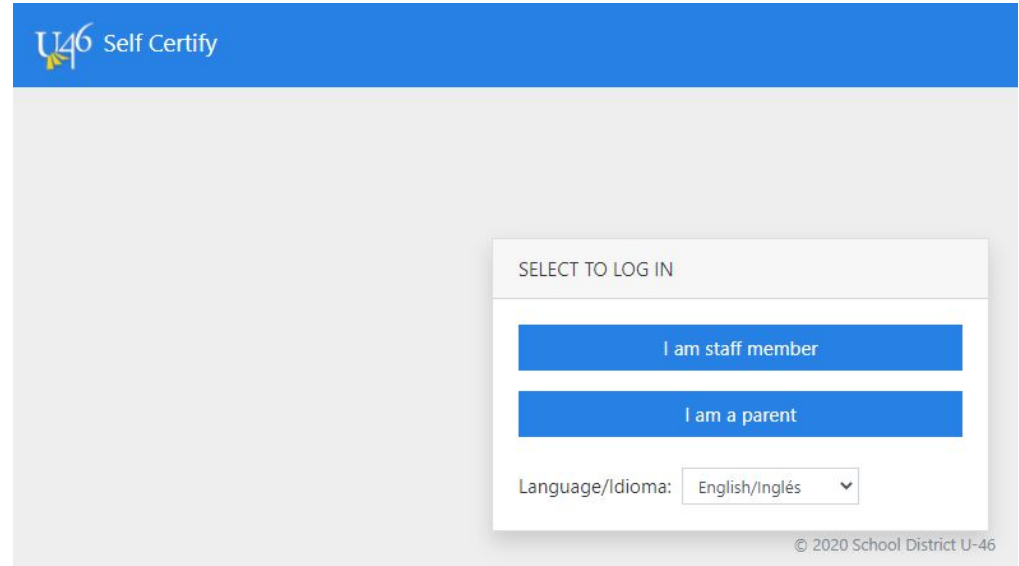 U46 Self Certify
SELECT TO LOG IN
I am staff member
I am a parent
Language/Idioma: English/Inglés
© 2020 School District U-46